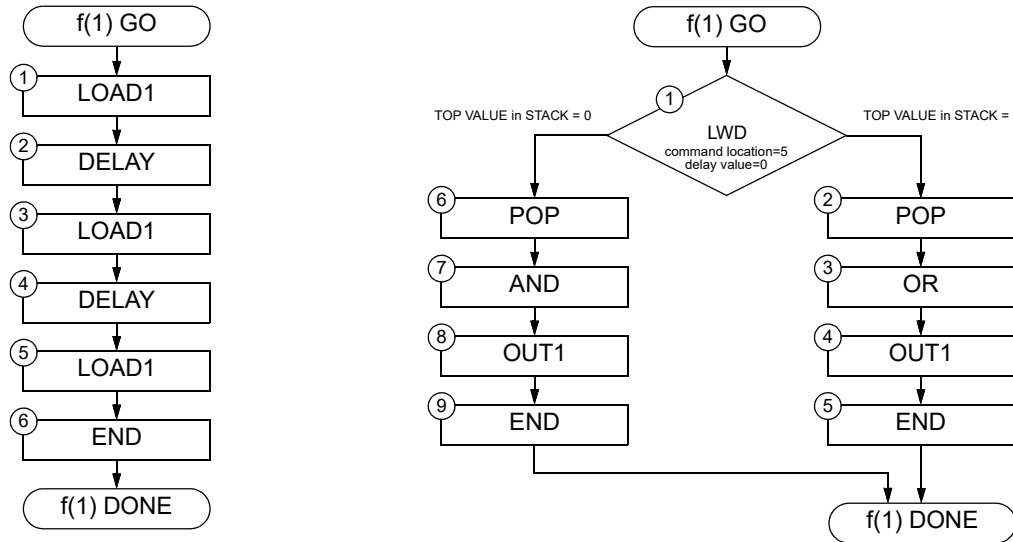 f(1) GO
1
LOAD1
2
DELAY
3
LOAD1
4
DELAY
5
LOAD1
6
END
f(1) DONE
f(1) GO
1
TOP VALUE in STACK = 0
TOP VALUE in STACK =
LWD
command location=5
delay value=0
6
POP
7
AND
8
OUT1
9
END
2
POP
3
OR
4
OUT1
5
END
f(1) DONE